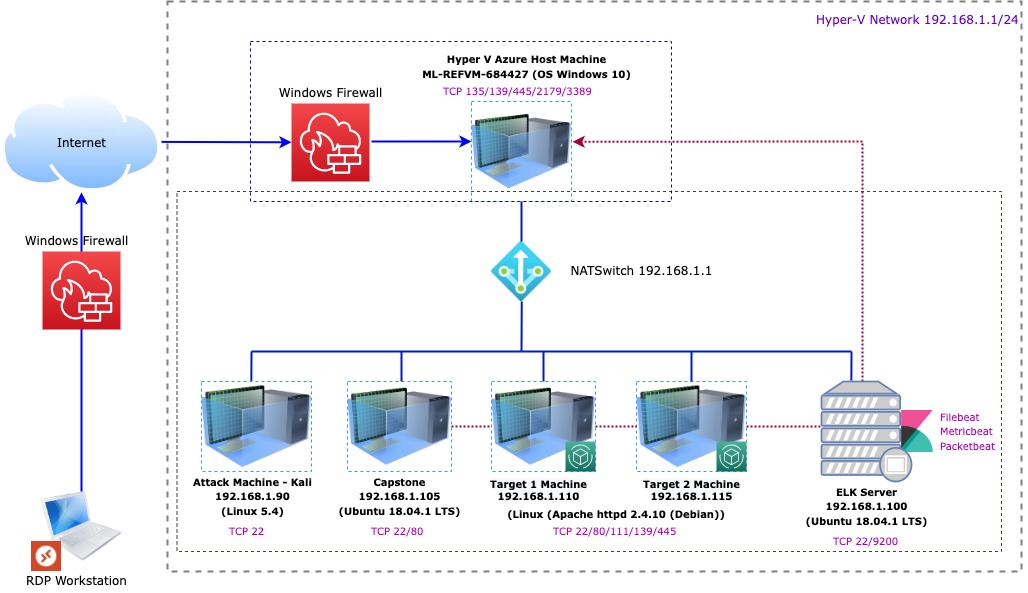 Hyper-V Network 192.168.1.1/24
Hyper V Azure Host Machine
ML-REFVM-684427 (OS Windows 10)
TCP 135/139/445/2179/3389
Windows Firewall
Internet
Windows Firewall
NATSwitch 192.168.1.1
Filebeat
Metricbeat
Packetbeat
Attack Machine - Kali
192.168.1.90
(Linux 5.4)
TCP 22
Capstone
192.168.1.105
(Ubuntu 18.04.1 LTS)
TCP 22/80
Target 1 Machine
192.168.1.110
Target 2 Machine
192.168.1.115
(Linux (Apache httpd 2.4.10 (Debian))
TCP 22/80/111/139/445
ELK Server
192.168.1.100
(Ubuntu 18.04.1 LTS)
TCP 22/9200
RDP Workstation